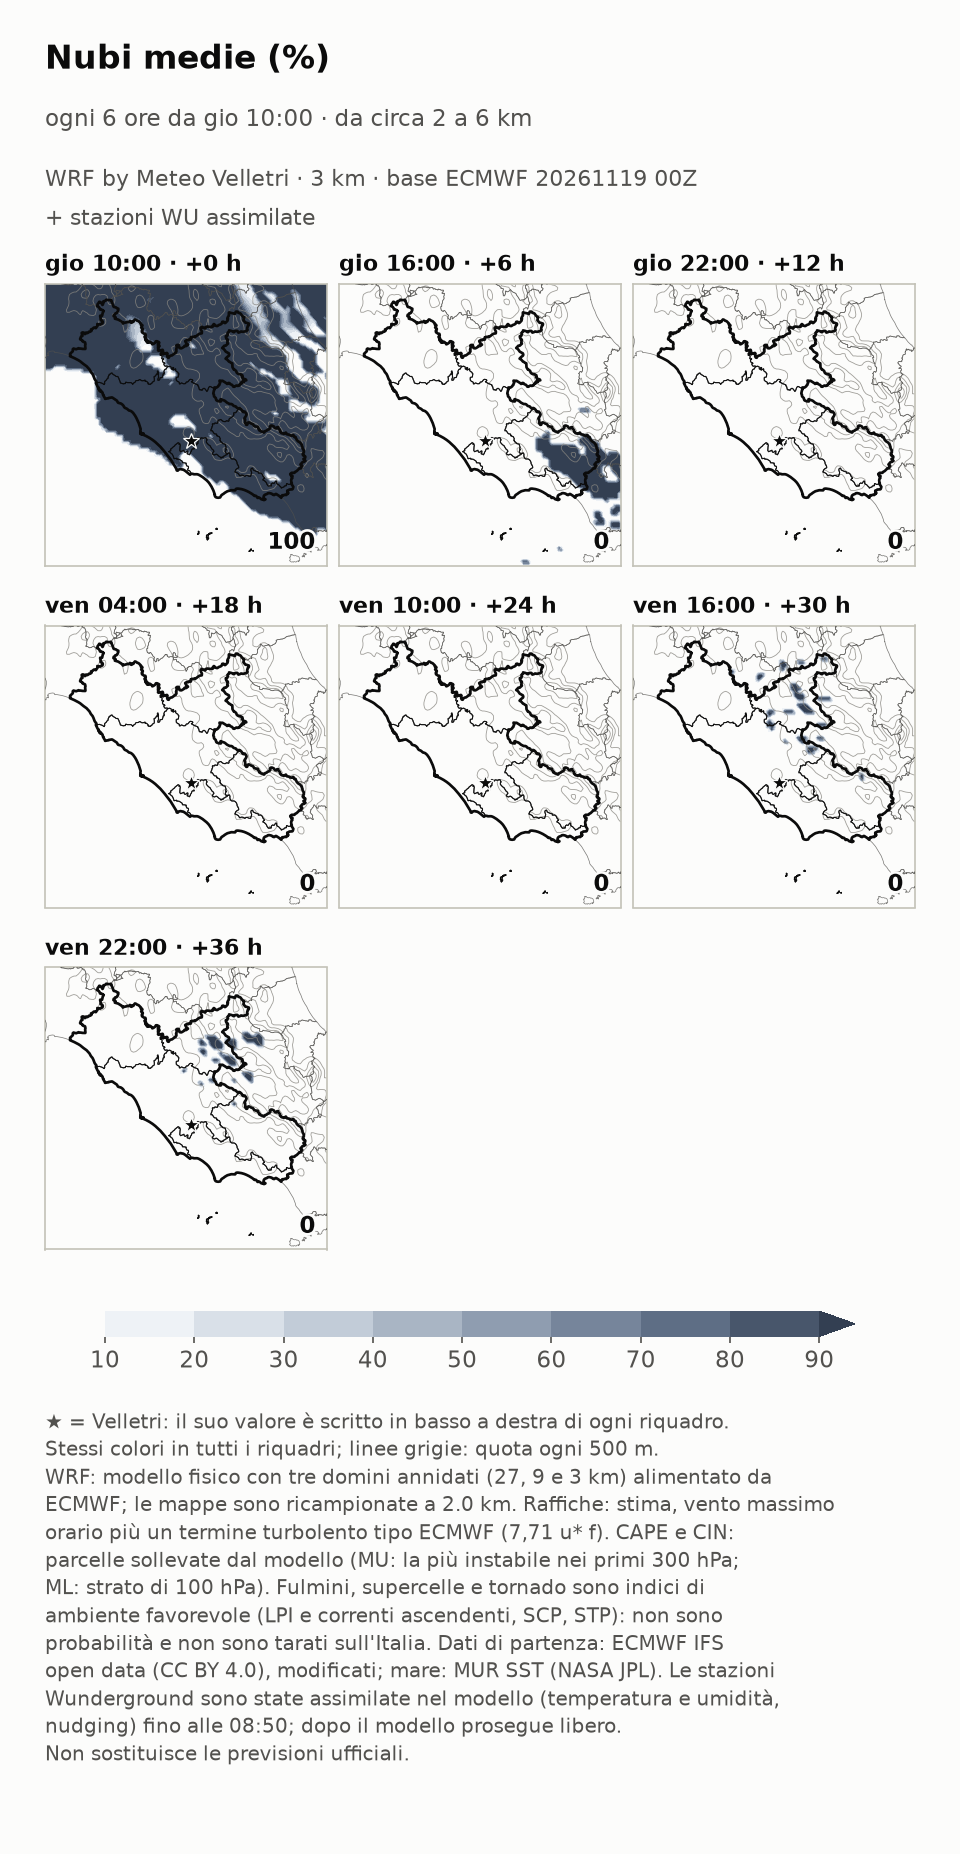 Nubi medie (%)
ogni 6 ore da gio 10:00 · da circa 2 a 6 km
WRF by Meteo Velletri · 3 km · base ECMWF 20261119 00Z
+ stazioni WU assimilate
gio 10:00 · +0 h
gio 16:00 · +6 h
gio 22:00 · +12 h
100
0
0
ven 04:00 · +18 h
ven 10:00 · +24 h
ven 16:00 · +30 h
0
0
0
ven 22:00 · +36 h
0
10 20 30 40 50 60 70 80 90
★ = Velletri: il suo valore è scritto in basso a destra di ogni riquadro.
Stessi colori in tutti i riquadri; linee grigie: quota ogni 500 m.
WRF: modello fisico con tre domini annidati (27, 9 e 3 km) alimentato da
ECMWF; le mappe sono ricampionate a 2.0 km. Raffiche: stima, vento massimo
orario più un termine turbolento tipo ECMWF (7,71 u* f). CAPE e CIN:
parcelle sollevate dal modello (MU: la più instabile nei primi 300 hPa;
ML: strato di 100 hPa). Fulmini, supercelle e tornado sono indici di
ambiente favorevole (LPI e correnti ascendenti, SCP, STP): non sono
probabilità e non sono tarati sull'Italia. Dati di partenza: ECMWF IFS
open data (CC BY 4.0), modificati; mare: MUR SST (NASA JPL). Le stazioni
Wunderground sono state assimilate nel modello (temperatura e umidità,
nudging) fino alle 08:50; dopo il modello prosegue libero.
Non sostituisce le previsioni ufficiali.